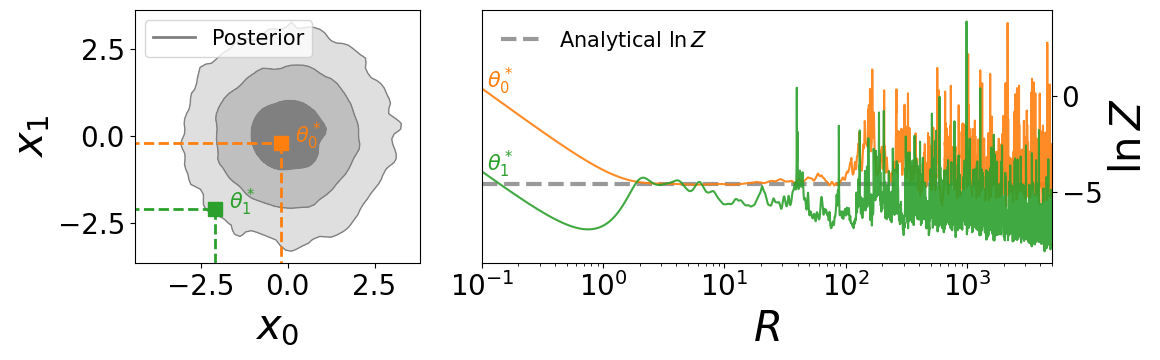 Posterior
2.5
0.0
−2.5
x₁
θ₀*
θ₁*
−2.5 0.0 2.5
x₀
Analytical ln Z
θ₀*
θ₁*
0
−5
ln Z
10⁻¹ 10⁰ 10¹ 10² 10³
R